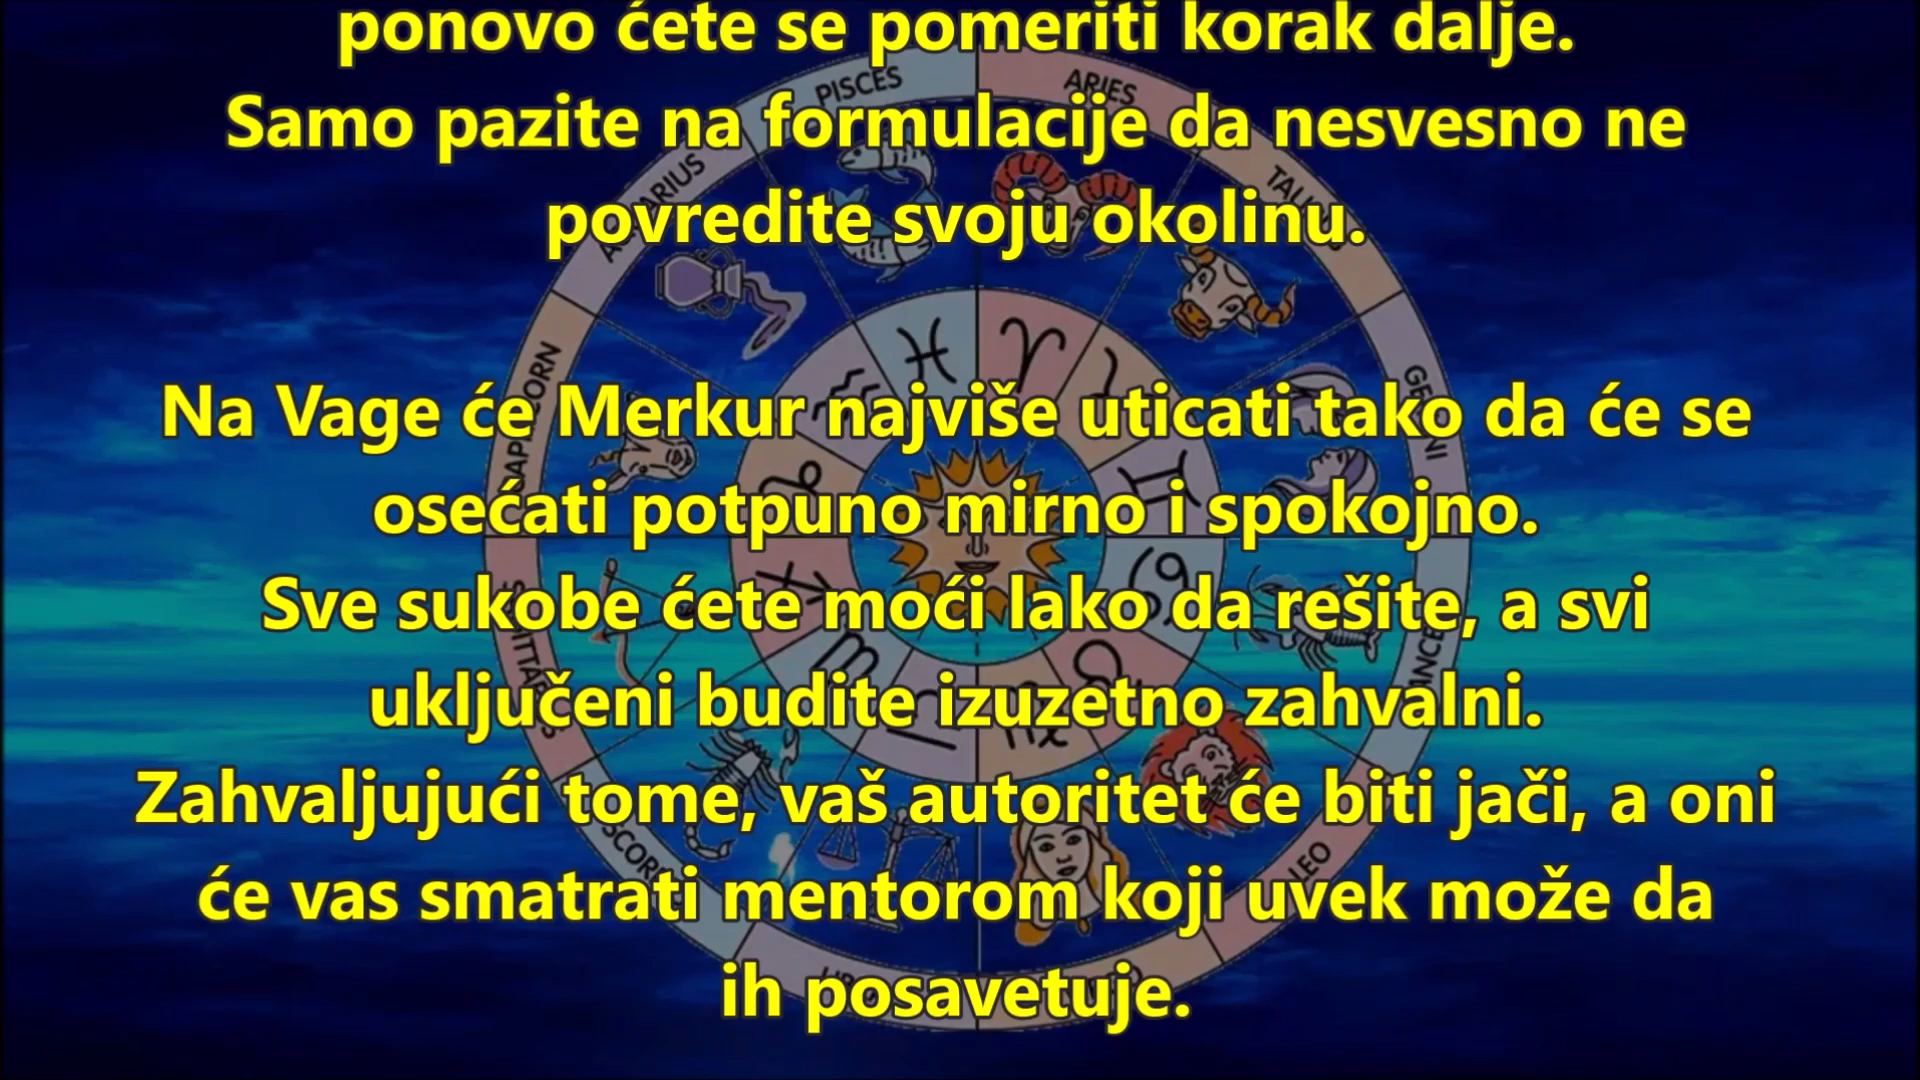 ponovo ćete se pomeriti korak dalje.
Samo pazite na formulacije da nesvesno ne
povredite svoju okolinu.
Na Vage će Merkur najviše uticati tako da će se
osećati potpuno mirno i spokojno.
Sve sukobe ćete moći lako da rešite, a svi
uključeni budite izuzetno zahvalni.
Zahvaljujući tome, vaš autoritet će biti jači, a oni
će vas smatrati mentorom koji uvek može da
ih posavetuje.
PISCES
ARIES
LEO